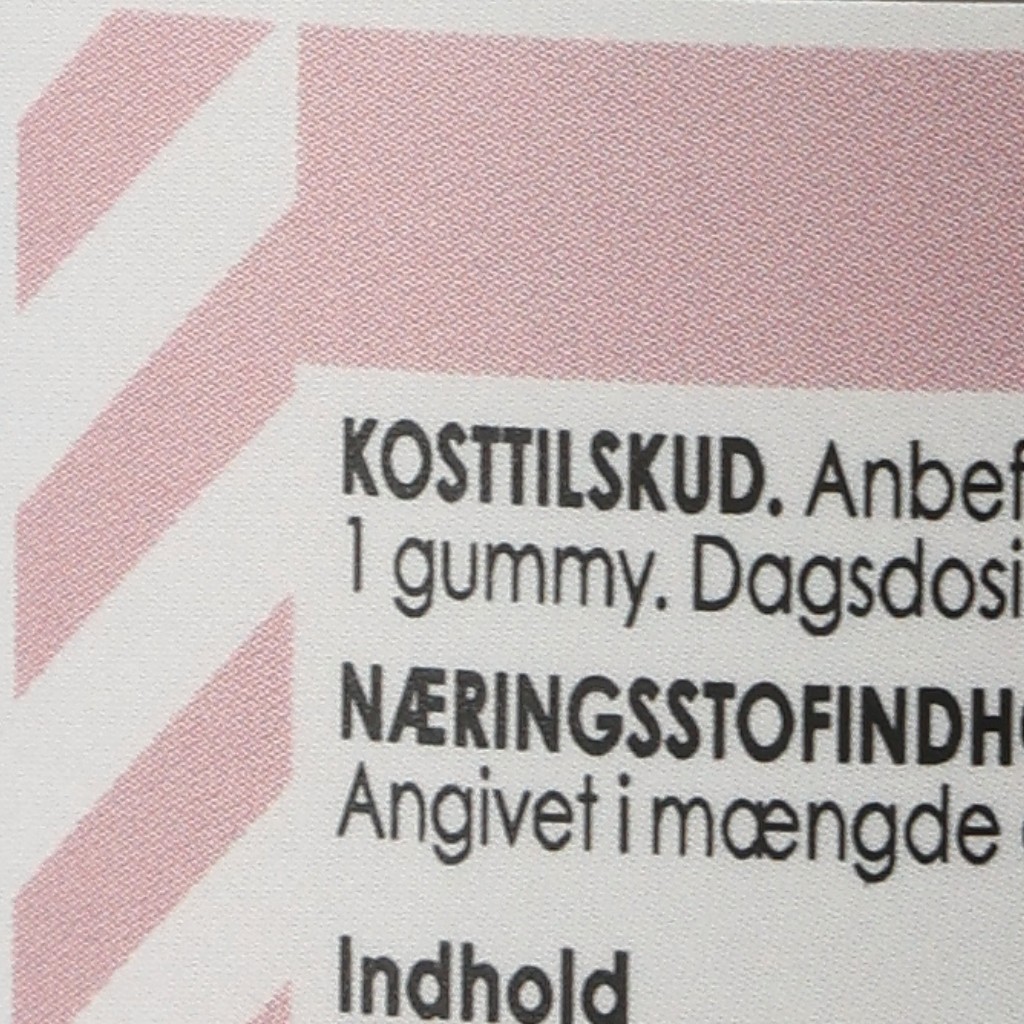 KOSTTILSKUD. Anbef
1 gummy. Dagsdosi
NÆRINGSSTOFINDH
Angivet i mængde
Indhold